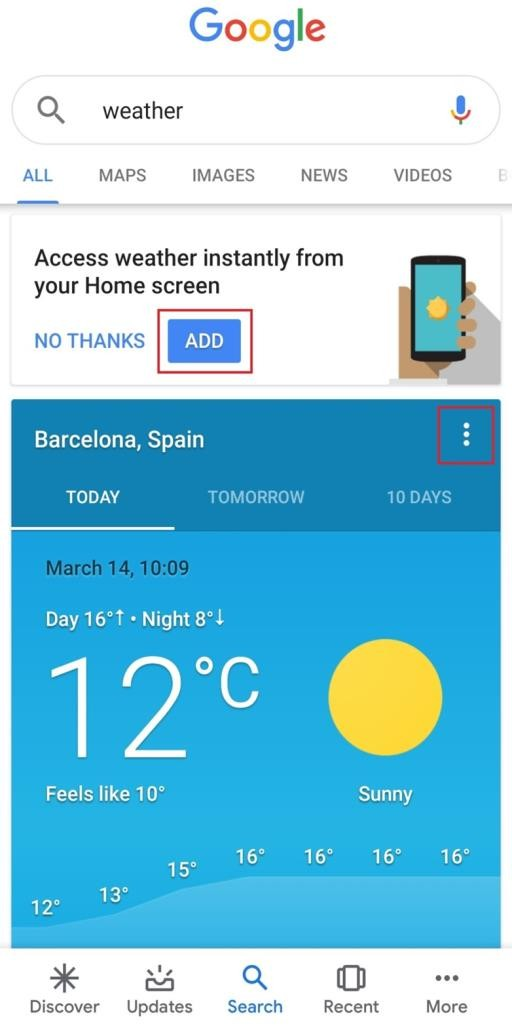 Google
weather
ALL MAPS IMAGES NEWS VIDEOS B
Access weather instantly from
your Home screen
NO THANKS ADD
Barcelona, Spain
TODAY TOMORROW 10 DAYS
March 14, 10:09
Day 16°↑ • Night 8°↓
12°C
Feels like 10° Sunny
12° 13° 15° 16° 16° 16° 16°
Discover Updates Search Recent More